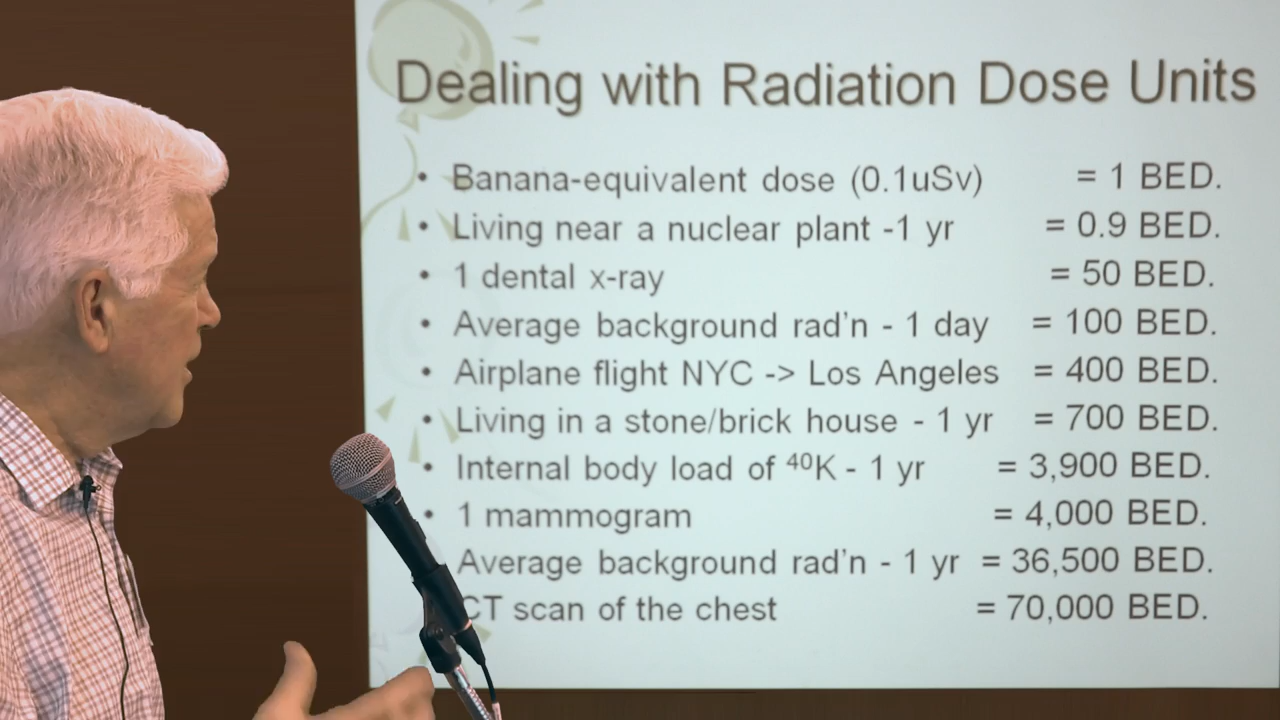 Dealing with Radiation Dose Units
• Banana-equivalent dose (0.1uSv) = 1 BED.
• Living near a nuclear plant -1 yr = 0.9 BED.
• 1 dental x-ray = 50 BED.
• Average background rad'n - 1 day = 100 BED.
• Airplane flight NYC -> Los Angeles = 400 BED.
• Living in a stone/brick house - 1 yr = 700 BED.
• Internal body load of ⁴⁰K - 1 yr = 3,900 BED.
• 1 mammogram = 4,000 BED.
Average background rad'n - 1 yr = 36,500 BED.
CT scan of the chest = 70,000 BED.